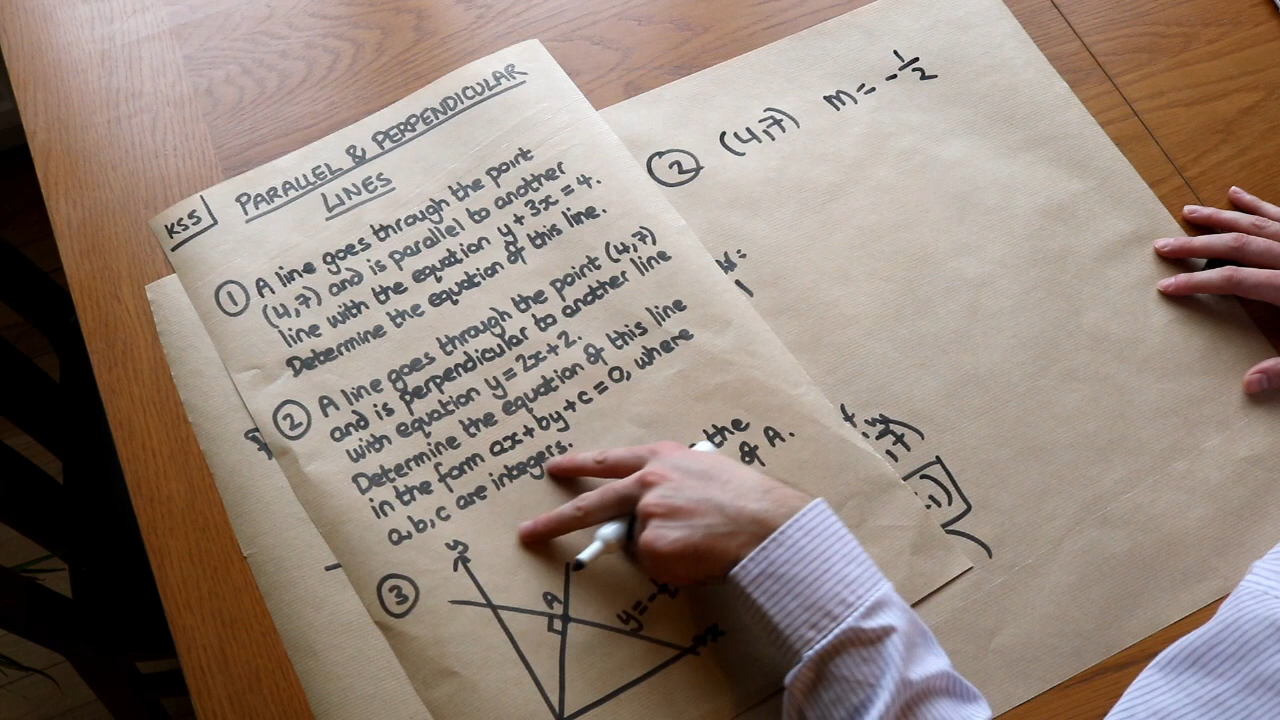 KS5
PARALLEL & PERPENDICULAR
LINES
1 A line goes through the point
(4,7) and is parallel to another
line with the equation y+3x=4.
Determine the equation of this line.
2 A line goes through the point (4,7)
and is perpendicular to another line
with equation y=2x+2.
Determine the equation of this line
in the form ax+by+c=0, where
a,b,c are integers.
3
the
of A.
y
A
y=-
x
2 (4,7) m=-1/2